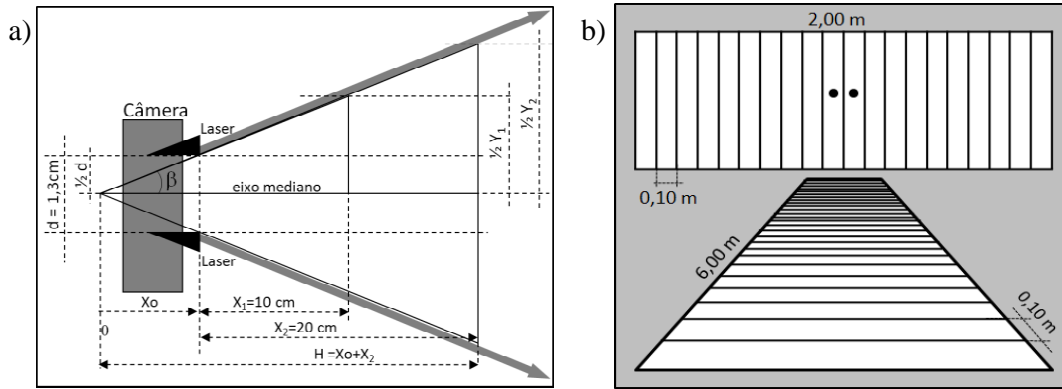 a)
Câmera
Laser
d = 1,3cm
½ d
β
eixo mediano
½ Y₁
½ Y₂
Laser
Xo
X₁=10 cm
0
X₂=20 cm
H =Xo+X₂
b)
2,00 m
0,10 m
6,00 m
0,10 m